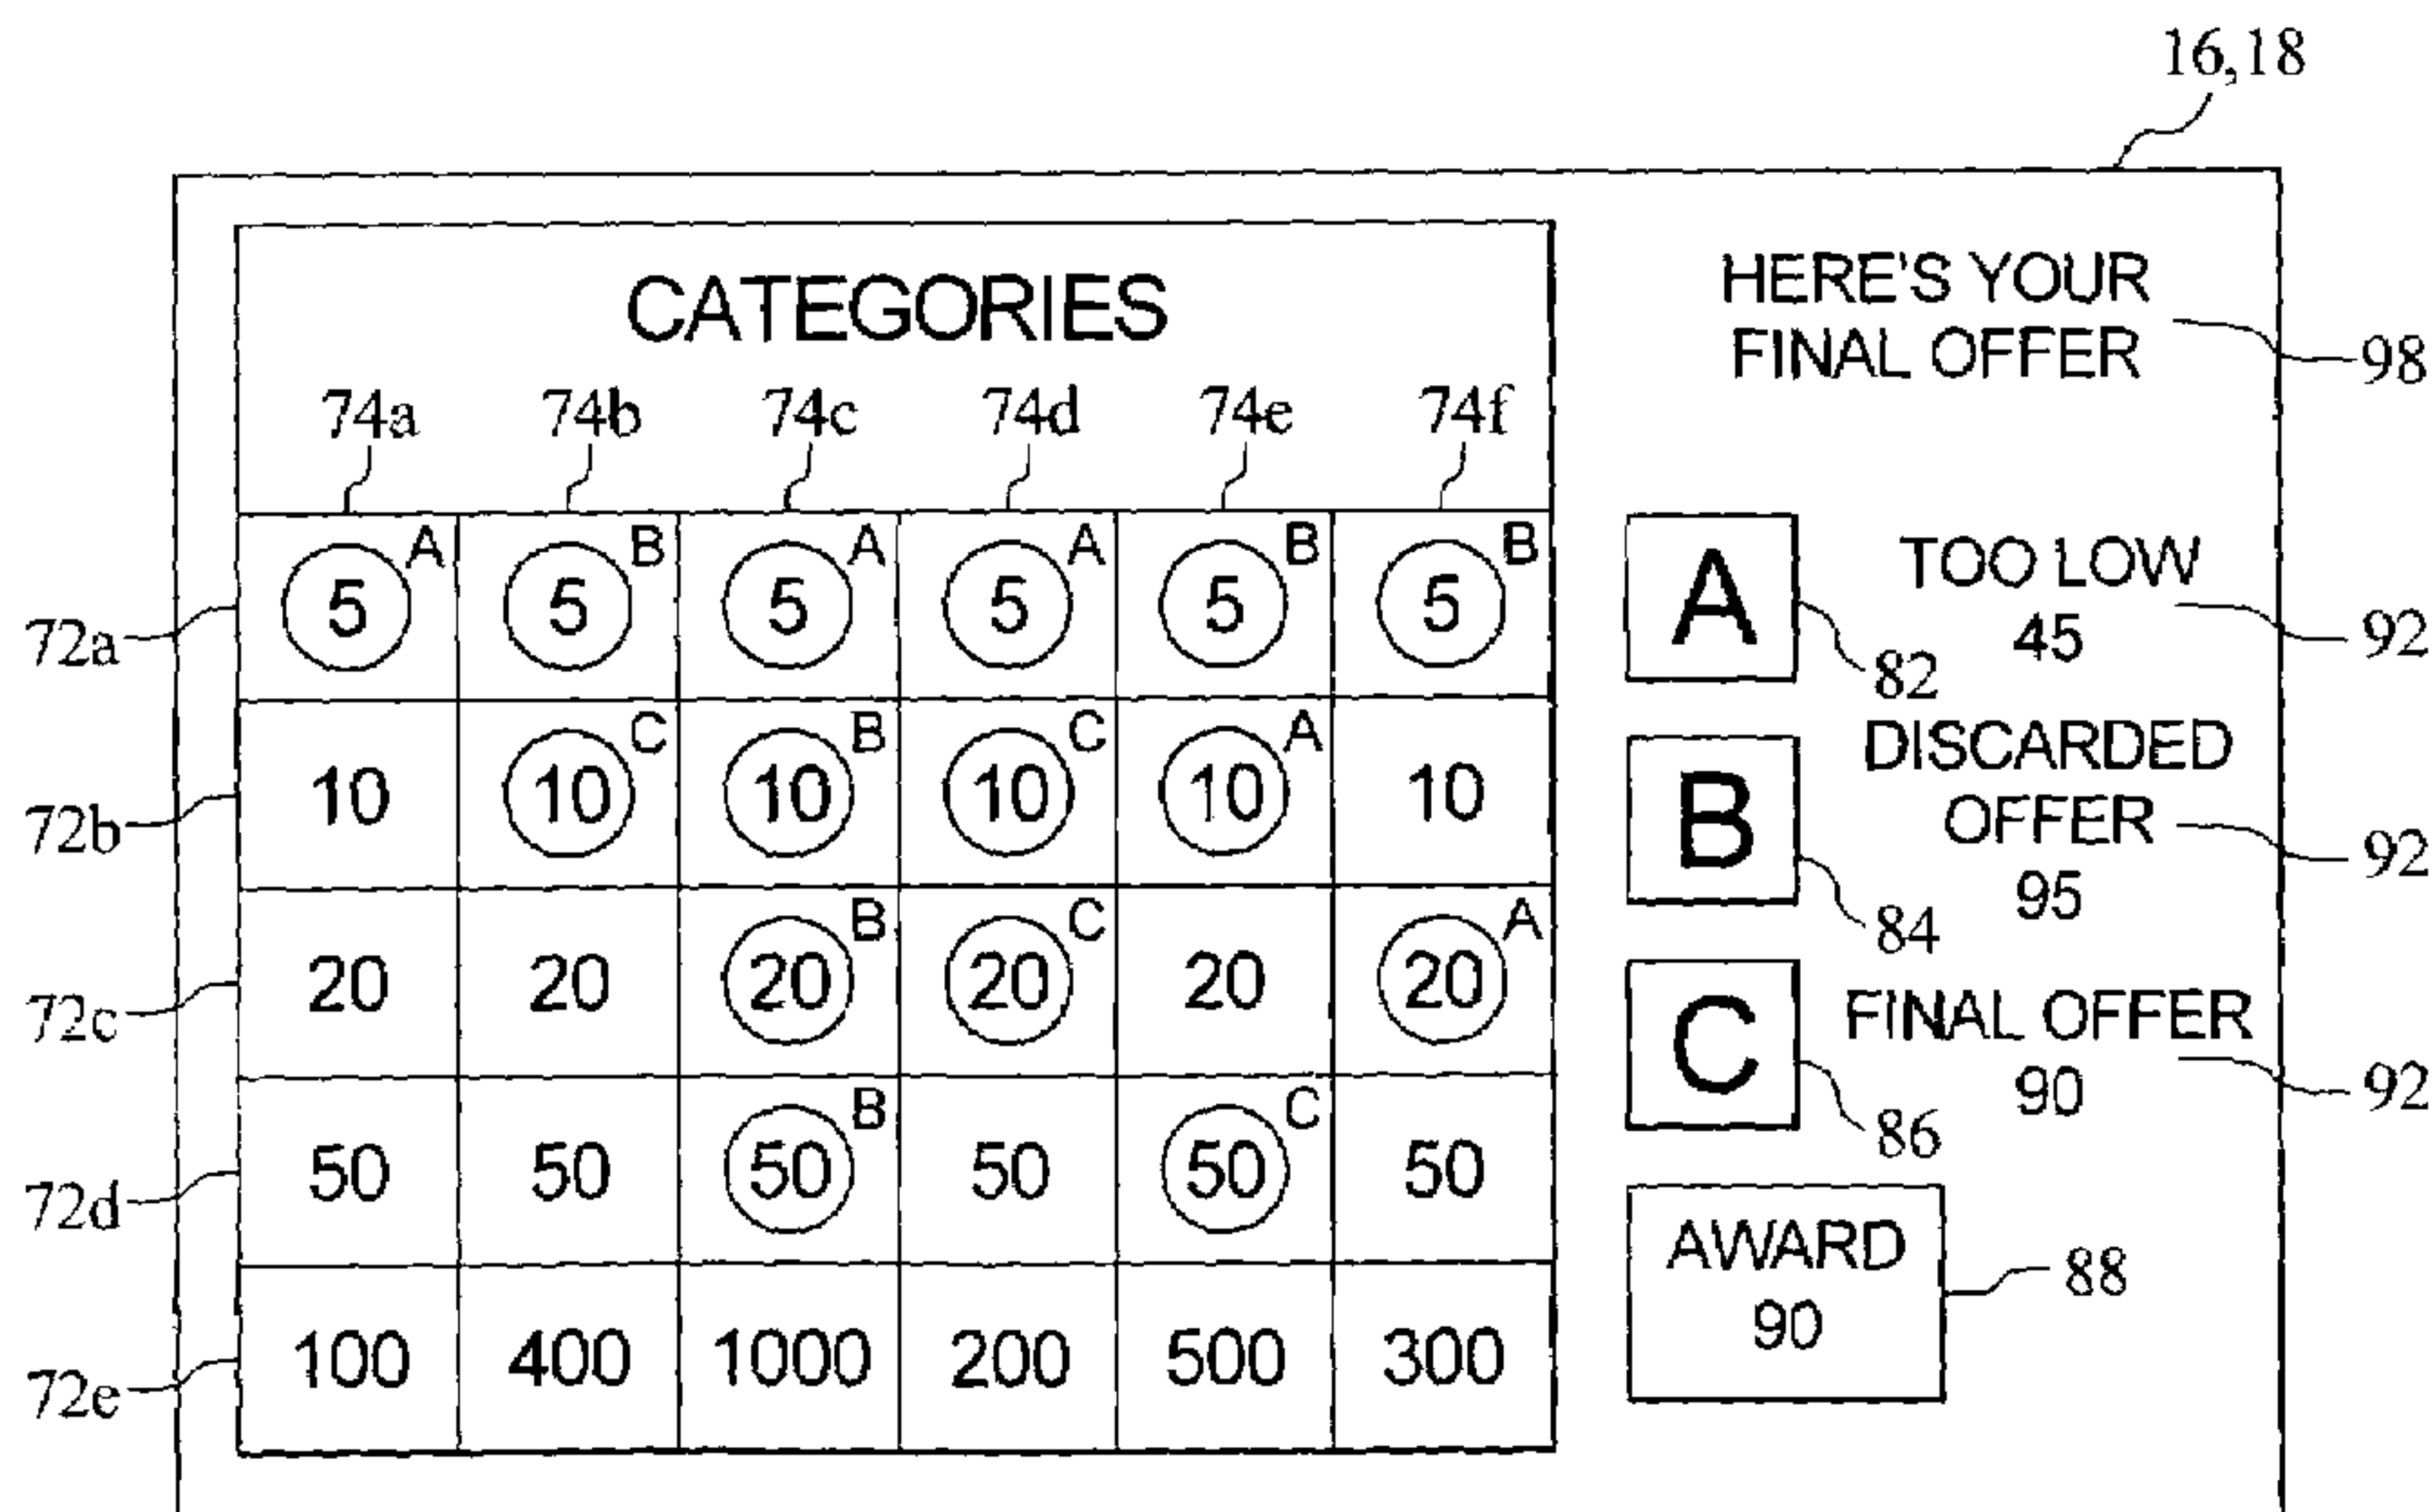 16,18
CATEGORIES
HERE'S YOUR
FINAL OFFER
98
74a 74b 74c 74d 74e 74f
72a 5 A 5 B 5 A 5 A 5 B 5 B
A TOO LOW
45
82
92
72b 10 10 C 10 B 10 C 10 A 10
B DISCARDED
OFFER
95
84
92
72c 20 20 20 B 20 C 20 20 A
C FINAL OFFER
90
86
92
72d 50 50 50 B 50 50 C 50
72e 100 400 1000 200 500 300
AWARD
90
88